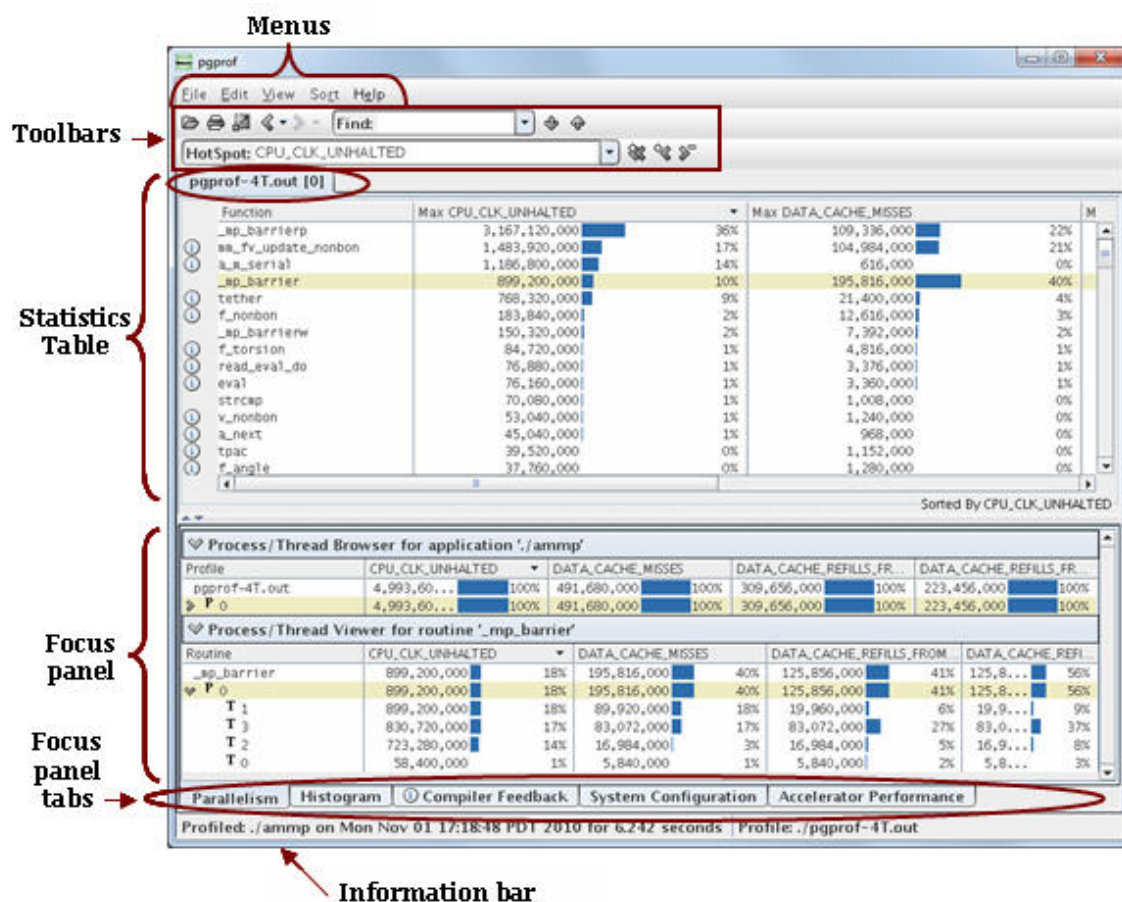 Menus
pgprof
File Edit View Sort Help
Toolbars
Find:
HotSpot: CPU_CLK_UNHALTED
pgprof-4T.out [0]
Function Max CPU_CLK_UNHALTED Max DATA_CACHE_MISSES M
_mp_barrierp 3,167,120,000 36% 109,336,000 22%
mm_fv_update_nonbon 1,483,920,000 17% 104,984,000 21%
a_m_serial 1,186,800,000 14% 616,000 0%
_mp_barrier 899,200,000 10% 195,816,000 40%
tether 768,320,000 9% 21,400,000 4%
f_nonbon 183,840,000 2% 12,616,000 3%
_mp_barrierw 150,320,000 2% 7,392,000 2%
f_torsion 84,720,000 1% 4,816,000 1%
read_eval_do 76,880,000 1% 3,376,000 1%
eval 76,160,000 1% 3,360,000 1%
strcmp 70,080,000 1% 1,008,000 0%
v_nonbon 53,040,000 1% 1,240,000 0%
a_next 45,040,000 1% 968,000 0%
tpac 39,520,000 0% 1,152,000 0%
f_angle 37,760,000 0% 1,280,000 0%
Statistics
Table
Sorted By CPU_CLK_UNHALTED
Process/Thread Browser for application './ammp'
Profile CPU_CLK_UNHALTED DATA_CACHE_MISSES DATA_CACHE_REFILLS_FR... DATA_CACHE_REFILLS_FR...
pgprof-4T.out 4,993,60... 100% 491,680,000 100% 309,656,000 100% 223,456,000 100%
P 0 4,993,60... 100% 491,680,000 100% 309,656,000 100% 223,456,000 100%
Process/Thread Viewer for routine '_mp_barrier'
Routine CPU_CLK_UNHALTED DATA_CACHE_MISSES DATA_CACHE_REFILLS_FROM... DATA_CACHE_REFI...
_mp_barrier 899,200,000 18% 195,816,000 40% 125,856,000 41% 125,8... 56%
P 0 899,200,000 18% 195,816,000 40% 125,856,000 41% 125,8... 56%
T 1 899,200,000 18% 89,920,000 18% 19,960,000 6% 19,9... 9%
T 3 830,720,000 17% 83,072,000 17% 83,072,000 27% 83,0... 37%
T 2 723,280,000 14% 16,984,000 3% 16,984,000 5% 16,9... 8%
T 0 58,400,000 1% 5,840,000 1% 5,840,000 2% 5,8... 3%
Focus
panel
Focus
panel
tabs
Parallelism Histogram Compiler Feedback System Configuration Accelerator Performance
Profiled: ./ammp on Mon Nov 01 17:18:48 PDT 2010 for 6.242 seconds Profile: ./pgprof-4T.out
Information bar